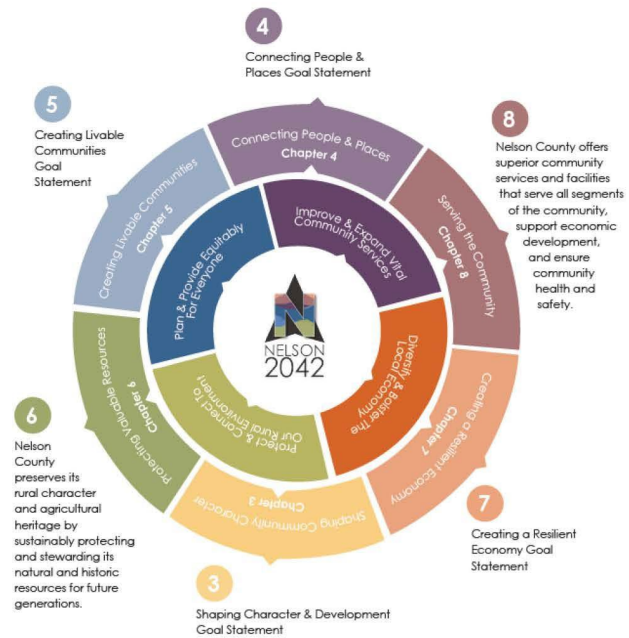 4
Connecting People &
Places Goal Statement
5
Creating Livable
Communities
Goal
Statement
8
Nelson County offers
superior community
services and facilities
that serve all segments
of the community,
support economic
development,
and ensure
community
health and
safety.
Connecting People & Places
Chapter 4
Creating Livable Communities
Chapter 5
Serving the Community
Chapter 8
Improve & Expand Vital
Community Services
Plan & Provide Equitably
For Everyone
NELSON
2042
Diversify & Blster The
Local Economy
Protect & Connect To
Our Rural Environment
Protecting Valuable Resources
Chapter 6
Creating a Resilient Economy
Chapter 7
Chapter 3
Shaping Community Character
6
Nelson
County
preserves its
rural character
and agricultural
heritage by
sustainably protecting
and stewarding its
natural and historic
resources for future
generations.
7
Creating a Resilient
Economy Goal
Statement
3
Shaping Character & Development
Goal Statement